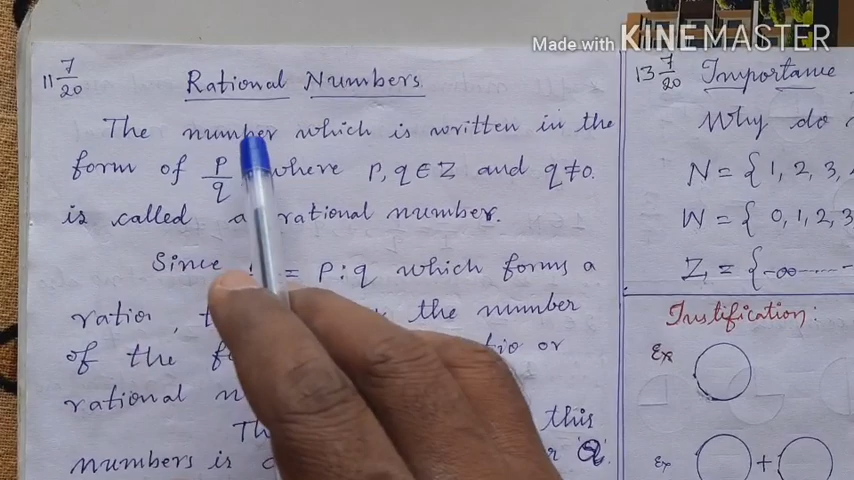 Made with KINEMASTER
11 7/20
Rational Numbers.
The number which is written in the
form of p/q where p, q ∈ Z and q ≠ 0.
is called a rational number.
Since = p : q which forms a
ratio, the number
of the or
rational
this
numbers is Q.
13 7/20 Importance
Why do
N = { 1, 2, 3,
W = { 0, 1, 2, 3
Z = { -∞ ......
Justification :
Ex
Ex +